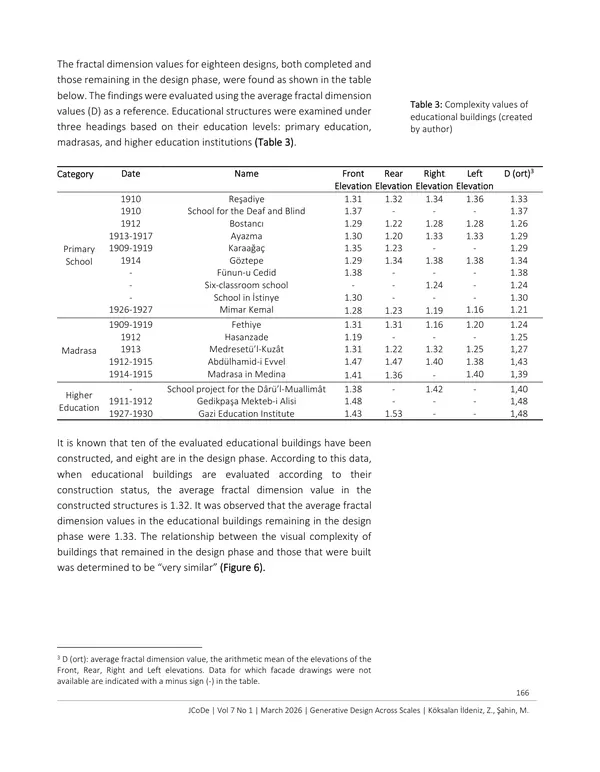 The fractal dimension values for eighteen designs, both completed and
those remaining in the design phase, were found as shown in the table
below. The findings were evaluated using the average fractal dimension
values (D) as a reference. Educational structures were examined under
three headings based on their education levels: primary education,
madrasas, and higher education institutions (Table 3).
Table 3: Complexity values of
educational buildings (created
by author)
Category Date Name Front Elevation Rear Elevation Right Elevation Left Elevation D (ort)³
Primary School
1910 Reşadiye 1.31 1.32 1.34 1.36 1.33
1910 School for the Deaf and Blind 1.37 - - - 1.37
1912 Bostancı 1.29 1.22 1.28 1.28 1.26
1913-1917 Ayazma 1.30 1.20 1.33 1.33 1.29
1909-1919 Karaağaç 1.35 1.23 - - 1.29
1914 Göztepe 1.29 1.34 1.38 1.38 1.34
- Fünun-u Cedid 1.38 - - - 1.38
- Six-classroom school - - 1.24 - 1.24
- School in İstinye 1.30 - - - 1.30
1926-1927 Mimar Kemal 1.28 1.23 1.19 1.16 1.21
Madrasa
1909-1919 Fethiye 1.31 1.31 1.16 1.20 1.24
1912 Hasanzade 1.19 - - - 1.25
1913 Medresetü’l-Kuzât 1.31 1.22 1.32 1.25 1,27
1912-1915 Abdülhamid-i Evvel 1.47 1.47 1.40 1.38 1,43
1914-1915 Madrasa in Medina 1.41 1.36 - 1.40 1,39
Higher Education
- School project for the Dârü’l-Muallimât 1.38 - 1.42 - 1,40
1911-1912 Gedikpaşa Mekteb-i Alisi 1.48 - - - 1,48
1927-1930 Gazi Education Institute 1.43 1.53 - - 1,48
It is known that ten of the evaluated educational buildings have been
constructed, and eight are in the design phase. According to this data,
when educational buildings are evaluated according to their
construction status, the average fractal dimension value in the
constructed structures is 1.32. It was observed that the average fractal
dimension values in the educational buildings remaining in the design
phase were 1.33. The relationship between the visual complexity of
buildings that remained in the design phase and those that were built
was determined to be “very similar” (Figure 6).
³ D (ort): average fractal dimension value, the arithmetic mean of the elevations of the
Front, Rear, Right and Left elevations. Data for which facade drawings were not
available are indicated with a minus sign (-) in the table.
166
JCoDe | Vol 7 No 1 | March 2026 | Generative Design Across Scales | Köksalan İldeniz, Z., Şahin, M.